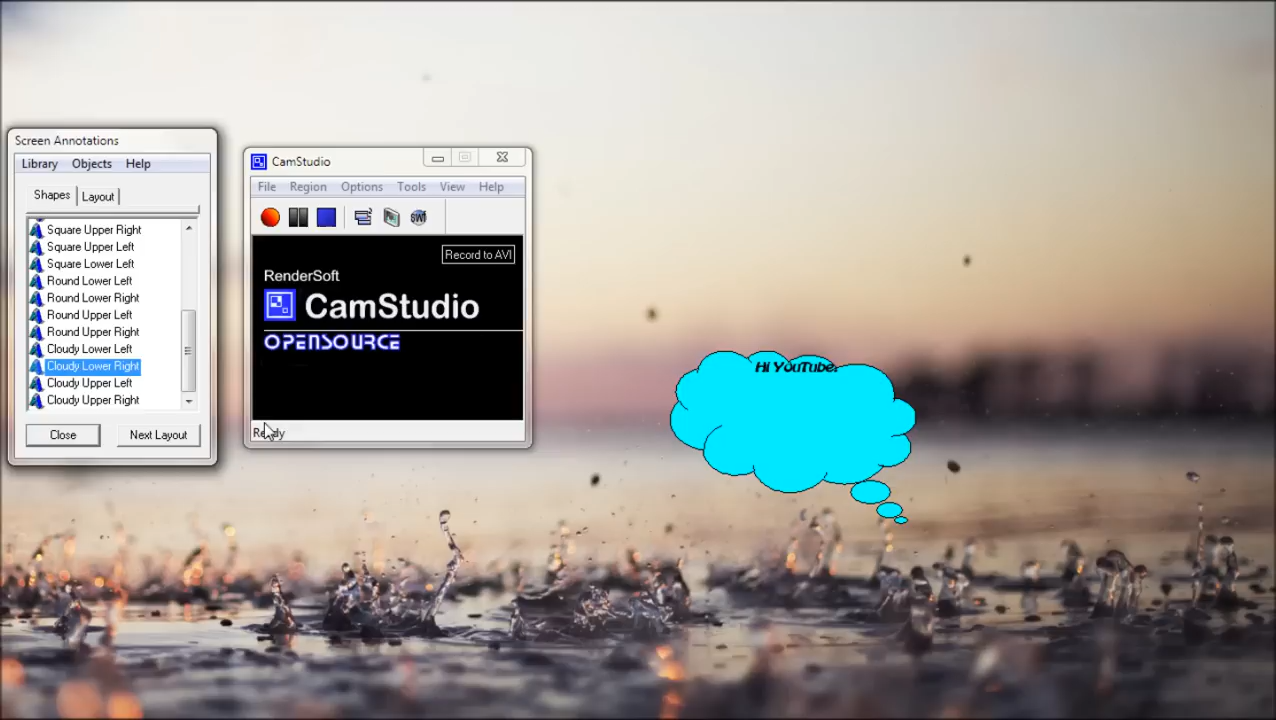 Screen Annotations
Library Objects Help
Shapes Layout
Square Upper Right
Square Upper Left
Square Lower Left
Round Lower Left
Round Lower Right
Round Upper Left
Round Upper Right
Cloudy Lower Left
Cloudy Lower Right
Cloudy Upper Left
Cloudy Upper Right
Close Next Layout
CamStudio
File Region Options Tools View Help
SWF
Record to AVI
RenderSoft
CamStudio
OPENSOURCE
Ready
Hi YouTube!